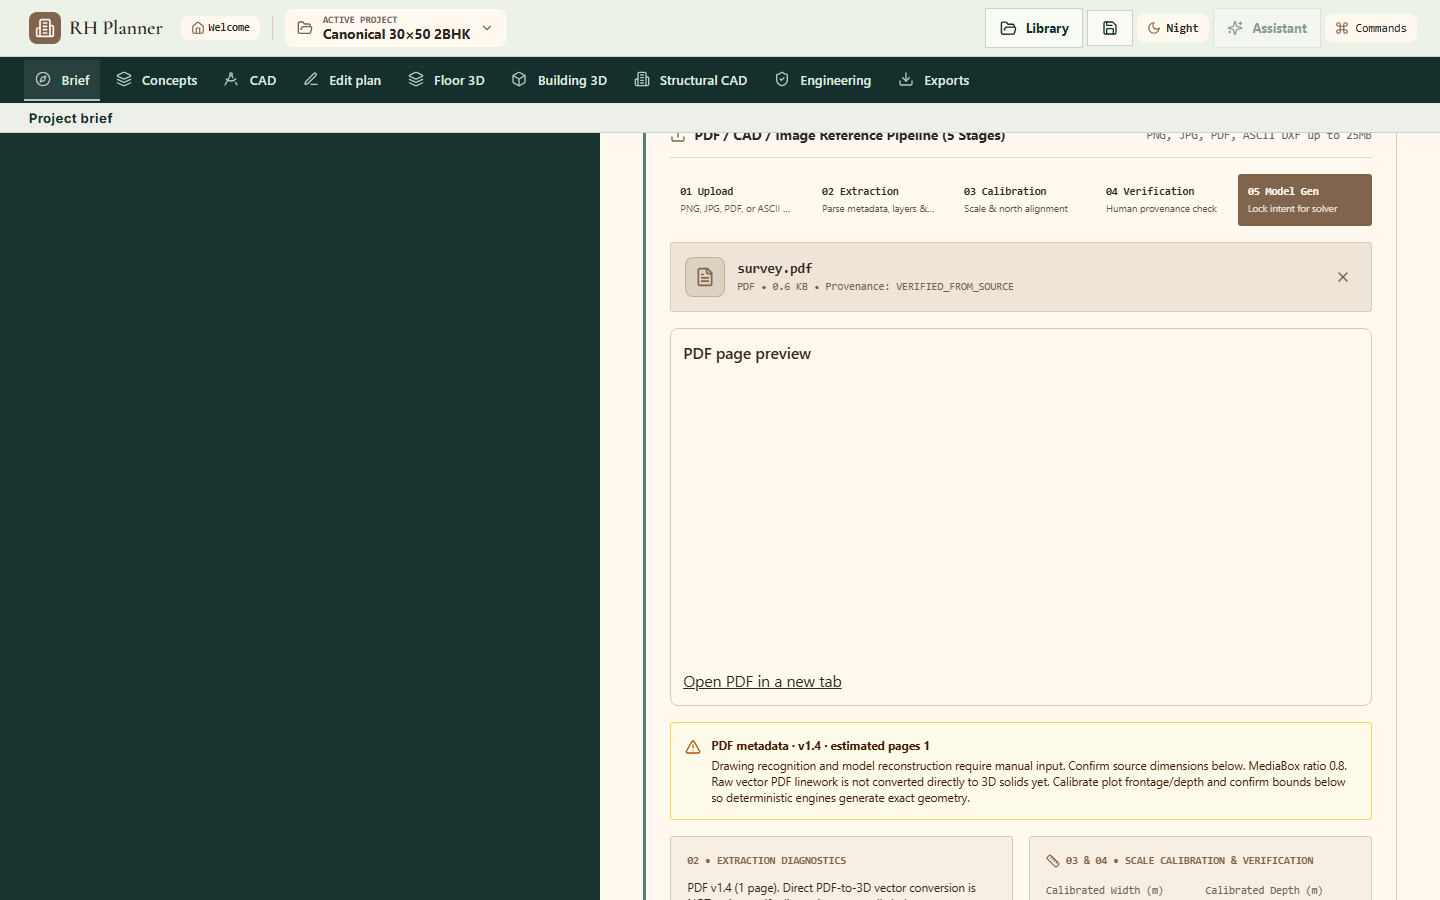 RH Planner
Welcome
ACTIVE PROJECT
Canonical 30×50 2BHK
Library
Night
Assistant
Commands
Brief
Concepts
CAD
Edit plan
Floor 3D
Building 3D
Structural CAD
Engineering
Exports
Project brief
PDF / CAD / Image Reference Pipeline (5 Stages)
PNG, JPG, PDF, ASCII DXF up to 25MB
01 Upload
PNG, JPG, PDF, or ASCII ...
02 Extraction
Parse metadata, layers &...
03 Calibration
Scale & north alignment
04 Verification
Human provenance check
05 Model Gen
Lock intent for solver
survey.pdf
PDF • 0.6 KB • Provenance: VERIFIED_FROM_SOURCE
PDF page preview
Open PDF in a new tab
PDF metadata · v1.4 · estimated pages 1
Drawing recognition and model reconstruction require manual input. Confirm source dimensions below. MediaBox ratio 0.8.
Raw vector PDF linework is not converted directly to 3D solids yet. Calibrate plot frontage/depth and confirm bounds below
so deterministic engines generate exact geometry.
02 • EXTRACTION DIAGNOSTICS
PDF v1.4 (1 page). Direct PDF-to-3D vector conversion is
03 & 04 • SCALE CALIBRATION & VERIFICATION
Calibrated Width (m)
Calibrated Depth (m)